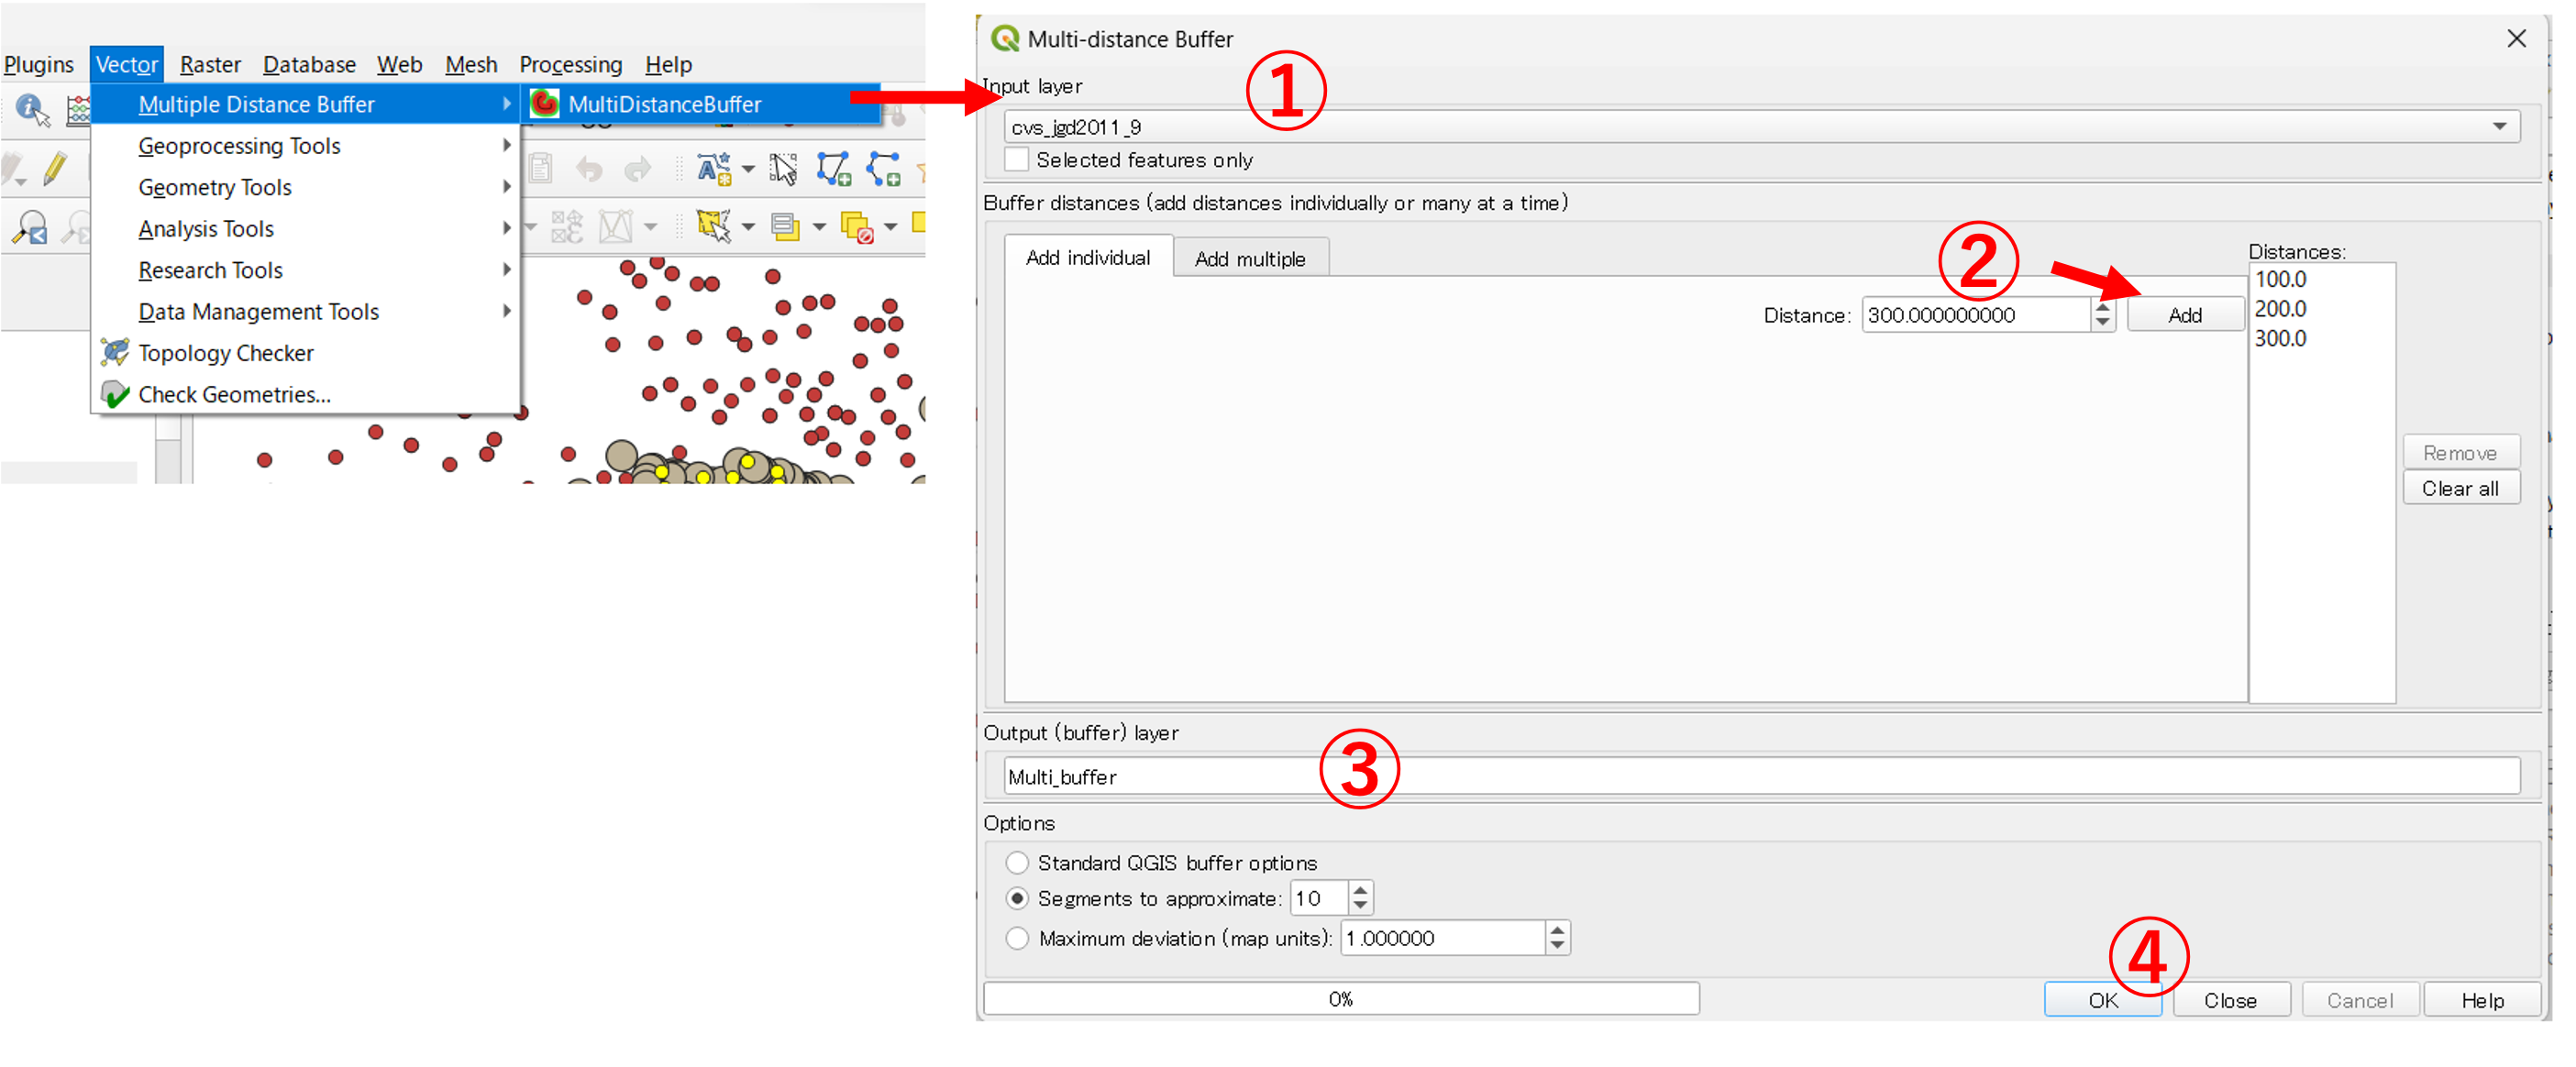 Plugins Vector Raster Database Web Mesh Processing Help
Multiple Distance Buffer
MultiDistanceBuffer
Geoprocessing Tools
Geometry Tools
Analysis Tools
Research Tools
Data Management Tools
Topology Checker
Check Geometries...
Multi-distance Buffer
Input layer
①
cvs_jgd2011_9
Selected features only
Buffer distances (add distances individually or many at a time)
Add individual
Add multiple
②
Distance: 300.000000000
Add
Distances:
100.0
200.0
300.0
Remove
Clear all
Output (buffer) layer
③
Multi_buffer
Options
Standard QGIS buffer options
Segments to approximate: 10
Maximum deviation (map units): 1.000000
④
0%
OK
Close
Cancel
Help